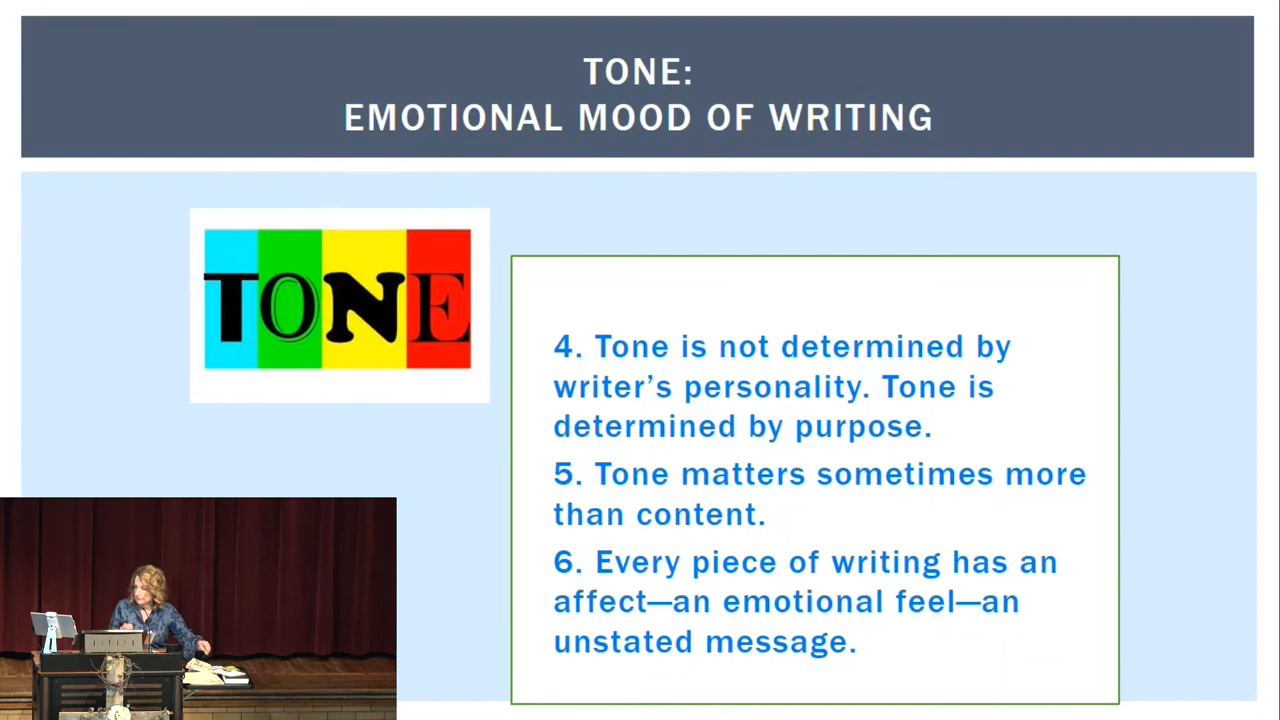 TONE:
EMOTIONAL MOOD OF WRITING
TONE
4. Tone is not determined by
writer’s personality. Tone is
determined by purpose.
5. Tone matters sometimes more
than content.
6. Every piece of writing has an
affect—an emotional feel—an
unstated message.